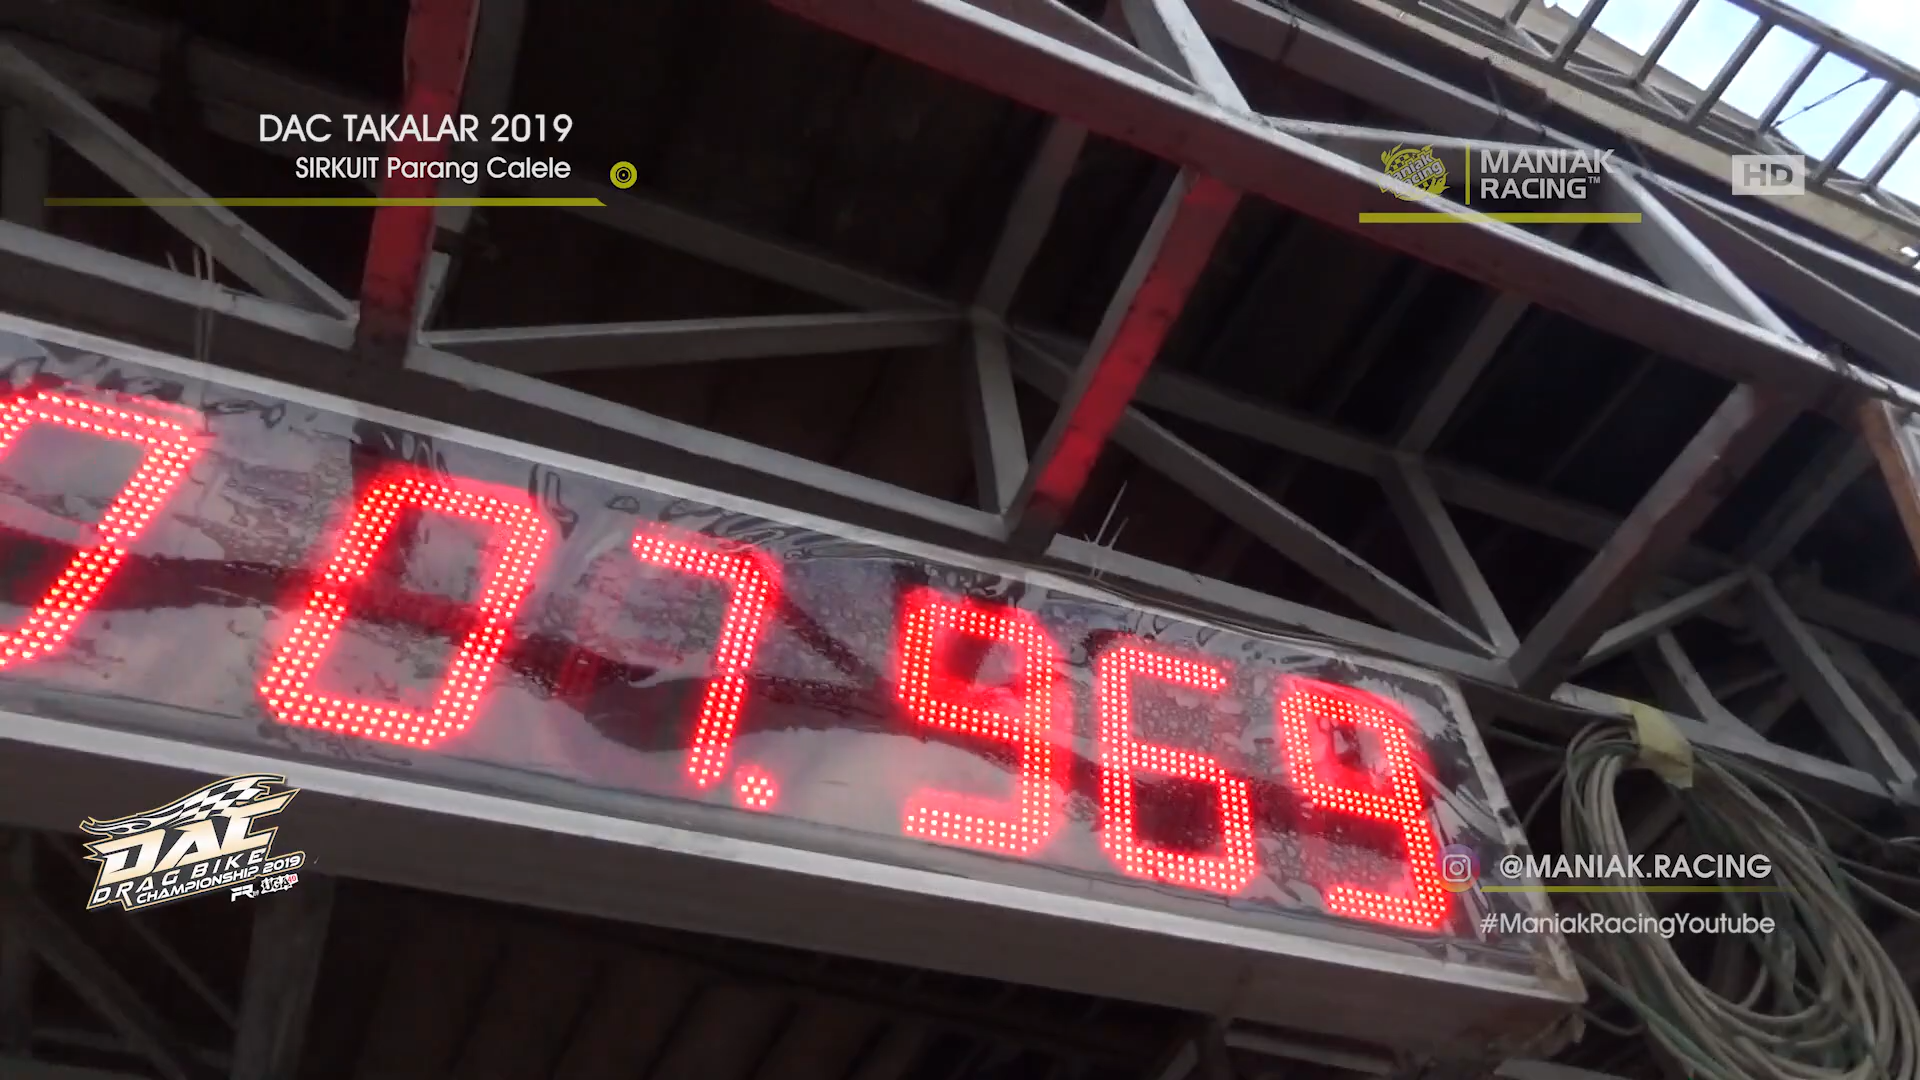 DAC TAKALAR 2019
SIRKUIT Parang Calele
MANIAK
RACING™
HD
07.969
DAC
DRAG BIKE
CHAMPIONSHIP 2019
@MANIAK.RACING
#ManiakRacingYoutube